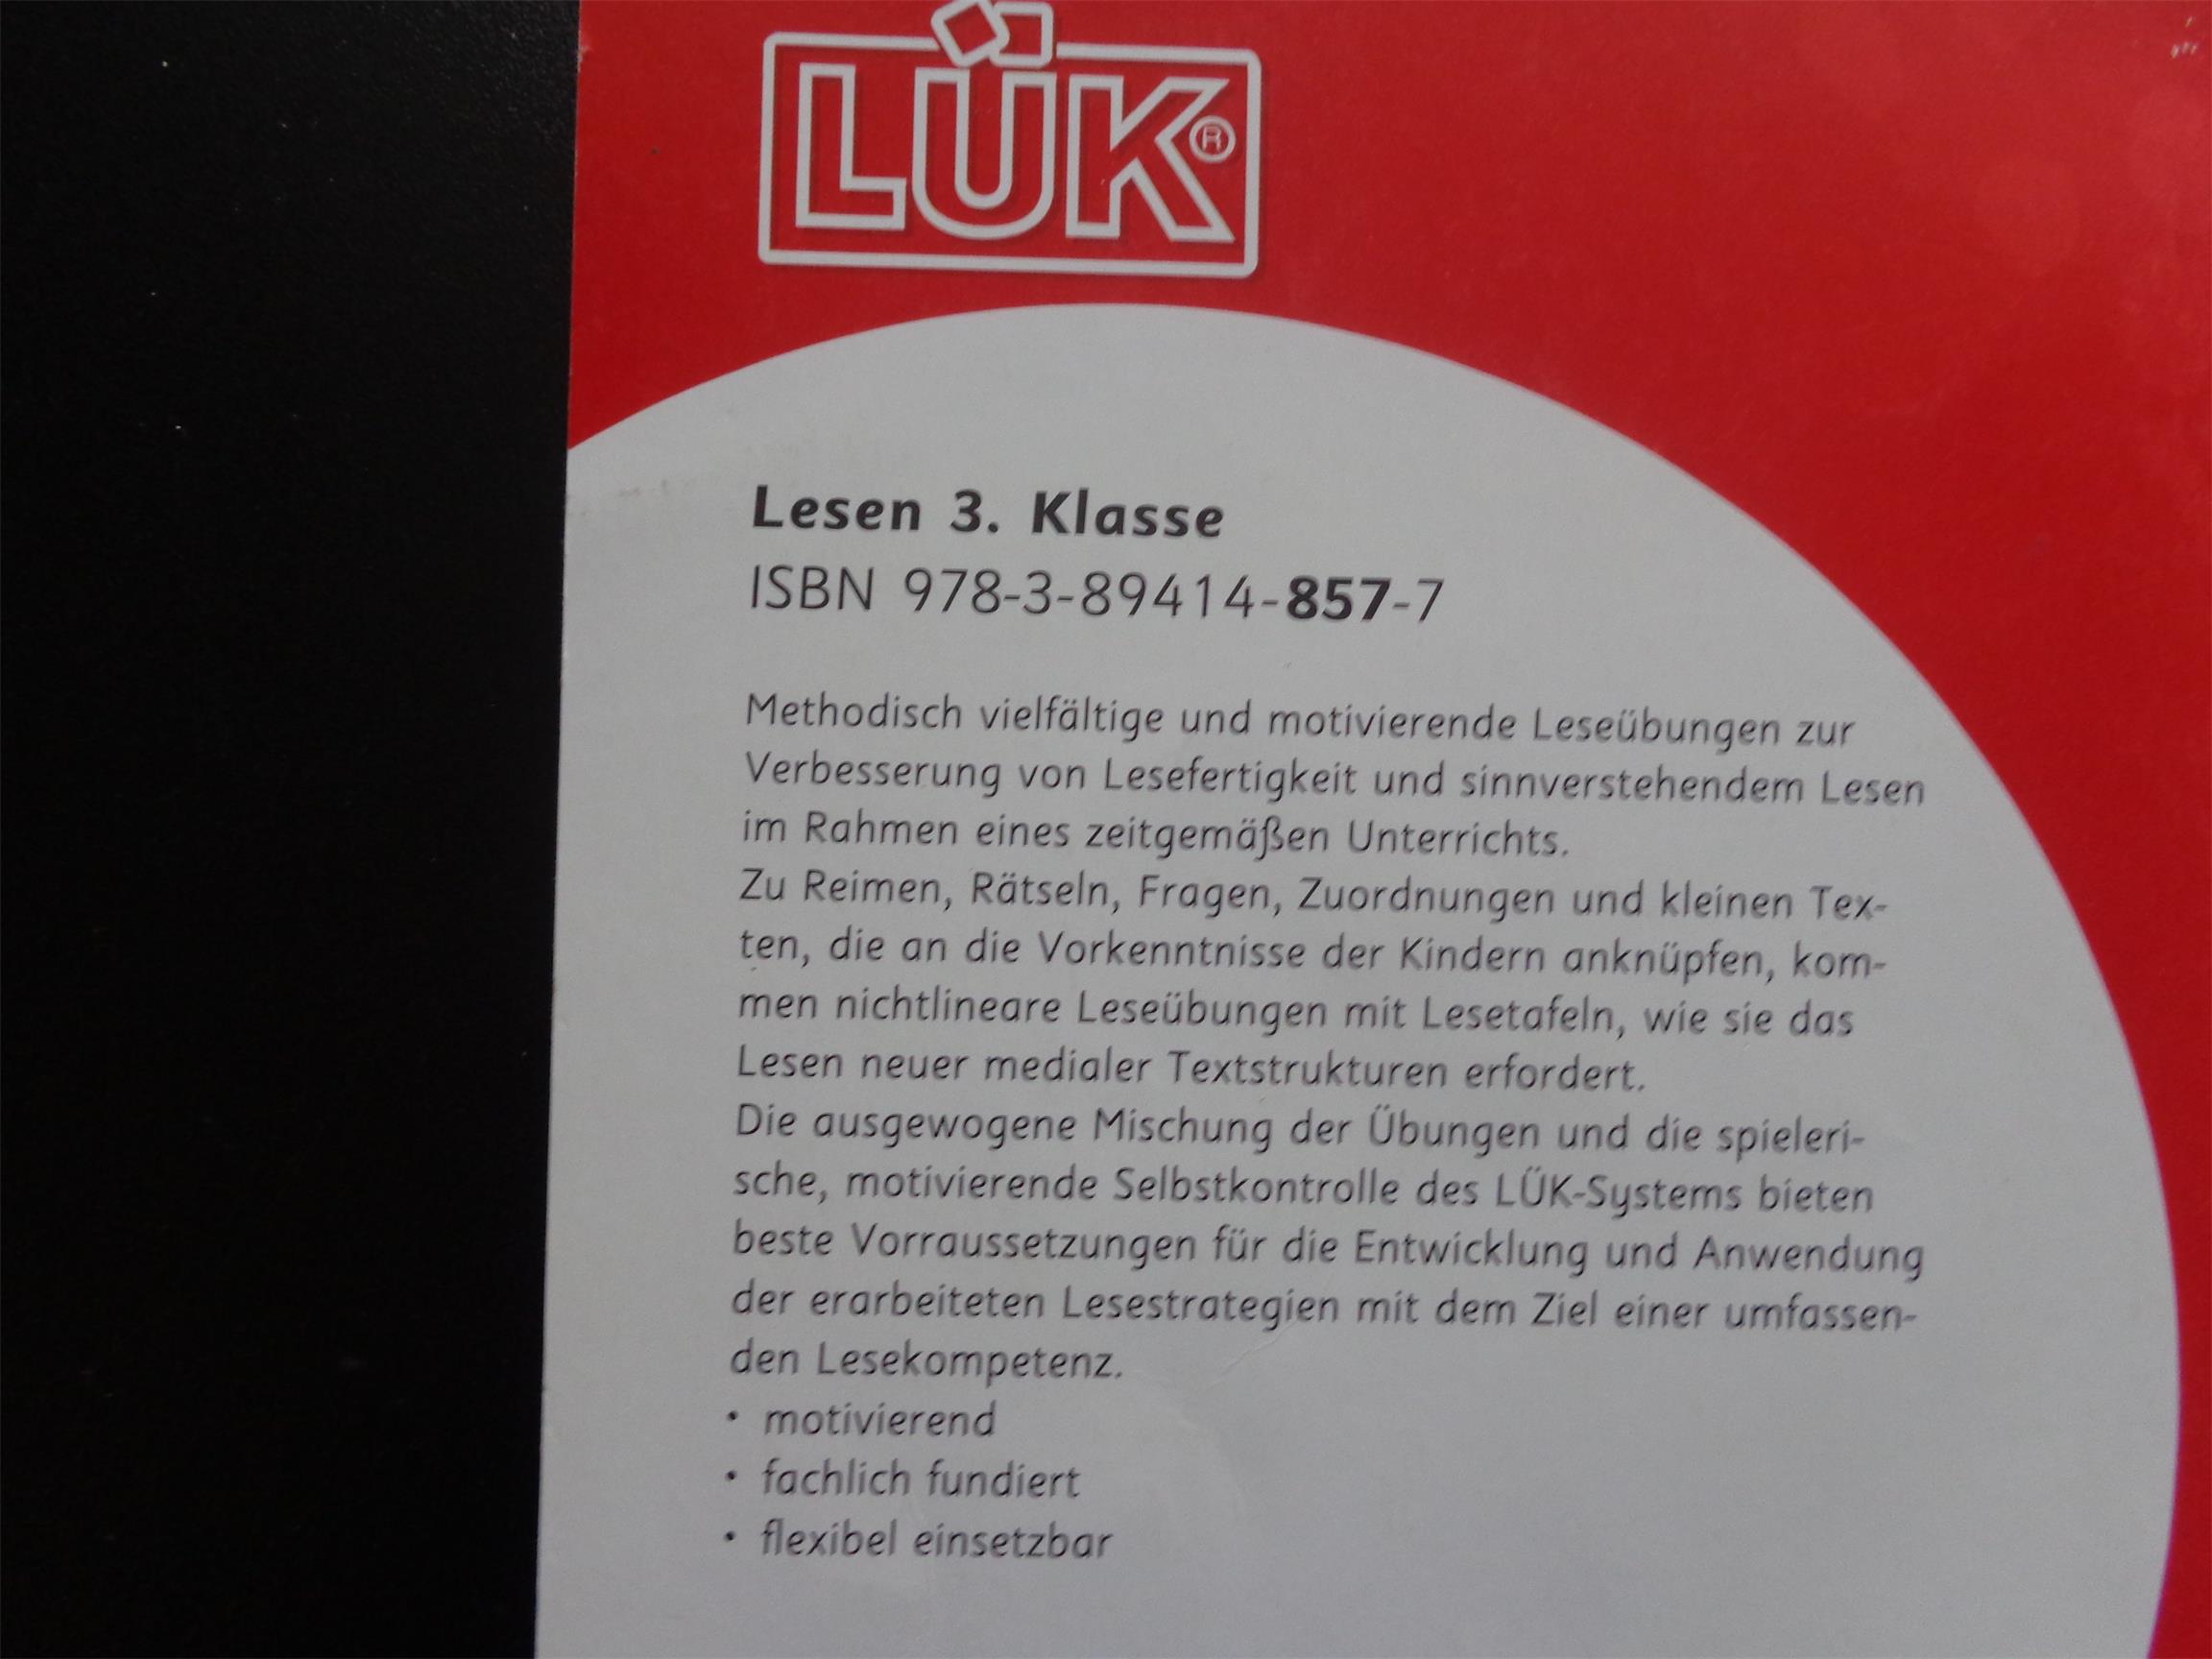 LÜK®
Lesen 3. Klasse
ISBN 978-3-89414-857-7
Methodisch vielfältige und motivierende Leseübungen zur
Verbesserung von Lesefertigkeit und sinnverstehendem Lesen
im Rahmen eines zeitgemäßen Unterrichts.
Zu Reimen, Rätseln, Fragen, Zuordnungen und kleinen Tex-
ten, die an die Vorkenntnisse der Kindern anknüpfen, kom-
men nichtlineare Leseübungen mit Lesetafeln, wie sie das
Lesen neuer medialer Textstrukturen erfordert.
Die ausgewogene Mischung der Übungen und die spieleri-
sche, motivierende Selbstkontrolle des LÜK-Systems bieten
beste Vorraussetzungen für die Entwicklung und Anwendung
der erarbeiteten Lesestrategien mit dem Ziel einer umfassen-
den Lesekompetenz.
• motivierend
• fachlich fundiert
• flexibel einsetzbar